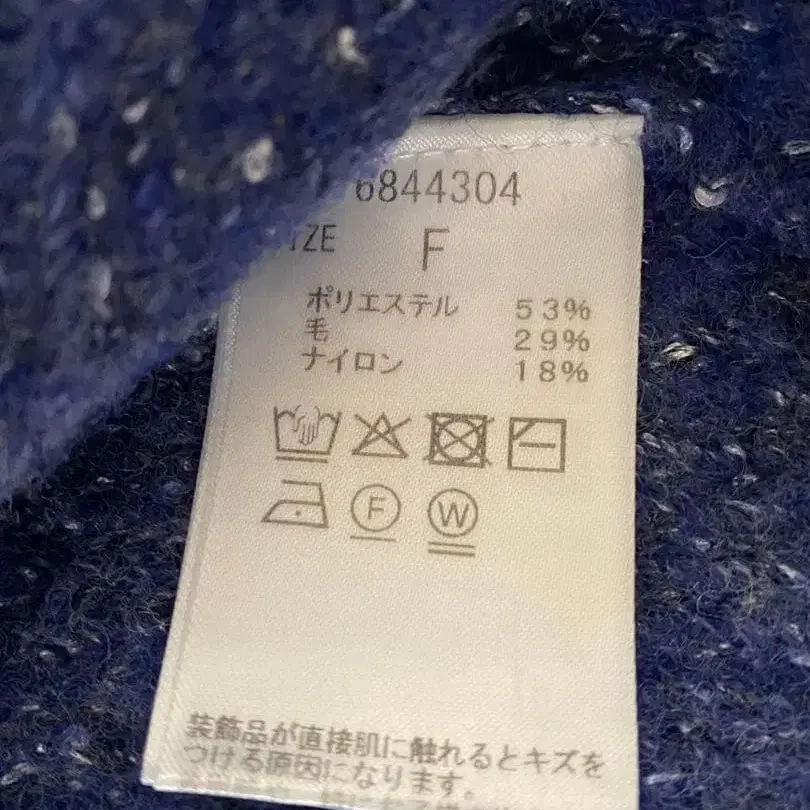 6844304
IZE F
ポリエステル 53%
毛 29%
ナイロン 18%
F W
装飾品が直接肌に触れるとキズを
つける原因になります。